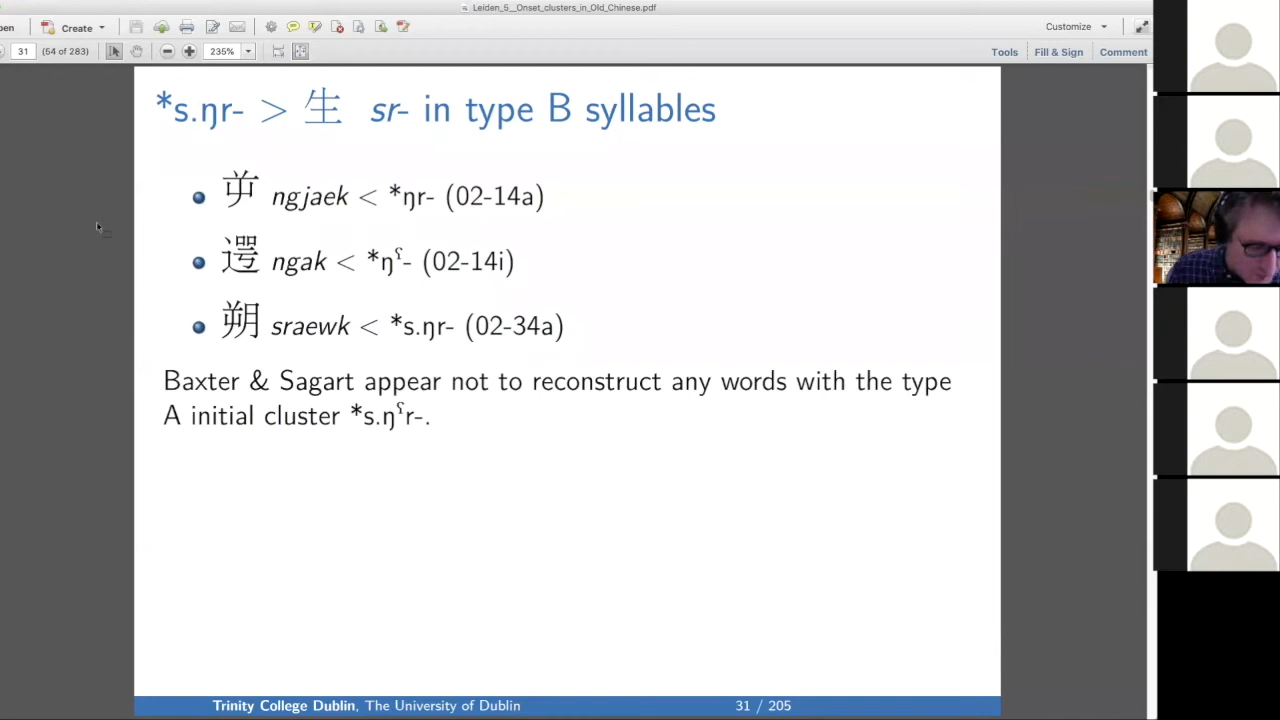 Leiden_5__Onset_clusters_in_Old_Chinese.pdf
pen Create Customize
31 (54 of 283) 235% Tools Fill & Sign Comment
*s.ŋr- > 生 sr- in type B syllables
屰 ngjaek < *ŋr- (02-14a)
遻 ngak < *ŋˤ- (02-14i)
朔 sraewk < *s.ŋr- (02-34a)
Baxter & Sagart appear not to reconstruct any words with the type
A initial cluster *s.ŋˤr-.
Trinity College Dublin, The University of Dublin 31 / 205